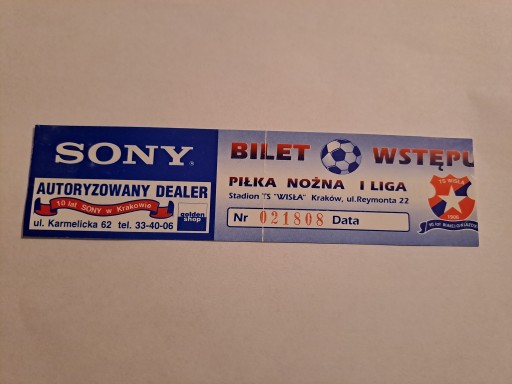 SONY
AUTORYZOWANY DEALER
10 lat SONY w Krakowie
ul. Karmelicka 62 tel. 33-40-06
golden shop
BILET WSTĘPU
PIŁKA NOŻNA I LIGA
Stadion TS "WISŁA" Kraków, ul.Reymonta 22
Nr 021808 Data
TS WISŁA
1906